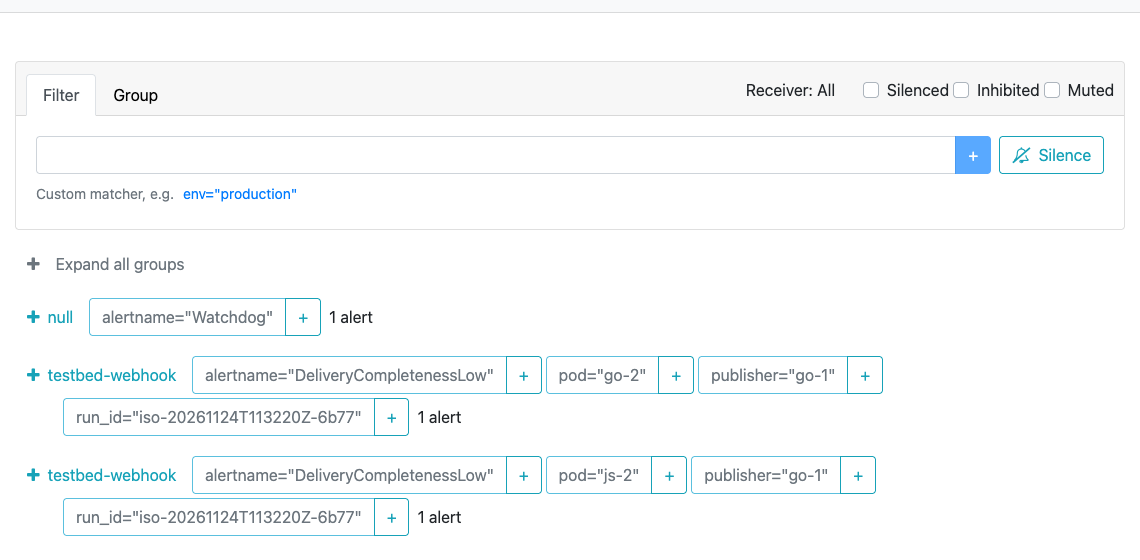 Filter Group Receiver: All Silenced Inhibited Muted
+ Silence
Custom matcher, e.g. env="production"
+ Expand all groups
+ null alertname="Watchdog" + 1 alert
+ testbed-webhook alertname="DeliveryCompletenessLow" + pod="go-2" + publisher="go-1" +
run_id="iso-20261124T113220Z-6b77" + 1 alert
+ testbed-webhook alertname="DeliveryCompletenessLow" + pod="js-2" + publisher="go-1" +
run_id="iso-20261124T113220Z-6b77" + 1 alert